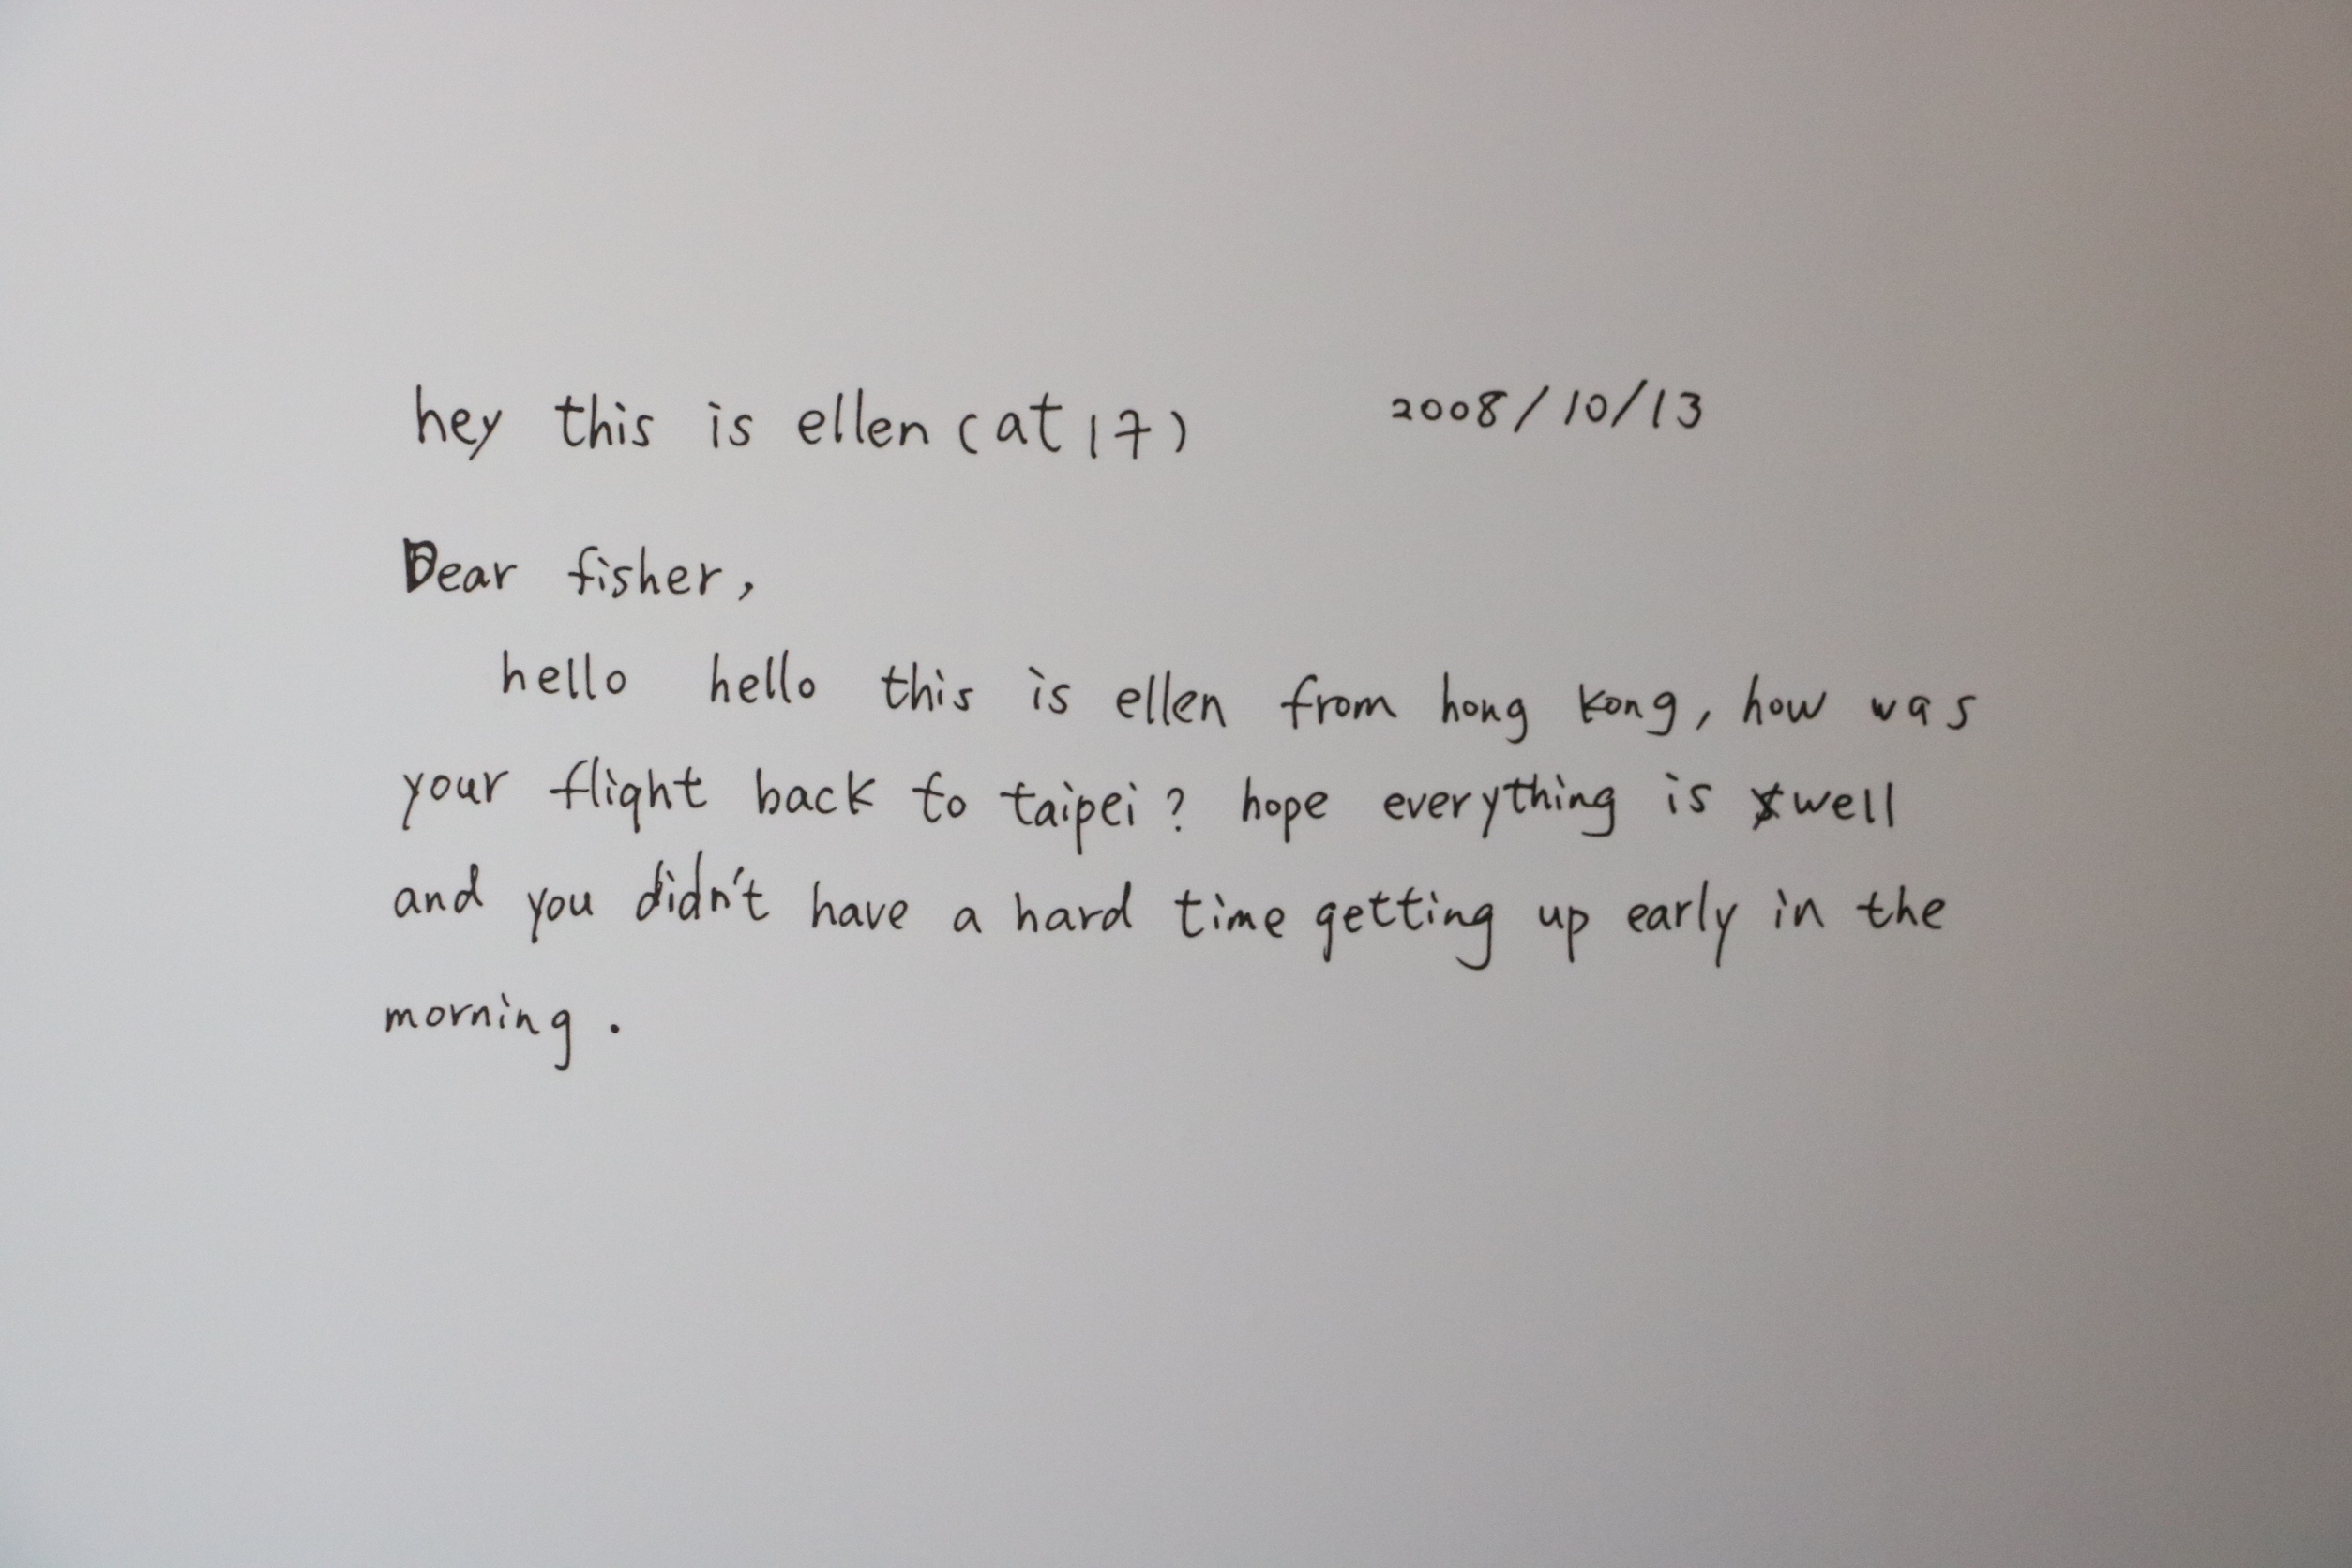 hey this is ellen (at 17) 2008/10/13
Dear fisher,
hello hello this is ellen from hong kong, how was
your flight back to taipei? hope everything is well
and you didn't have a hard time getting up early in the
morning.